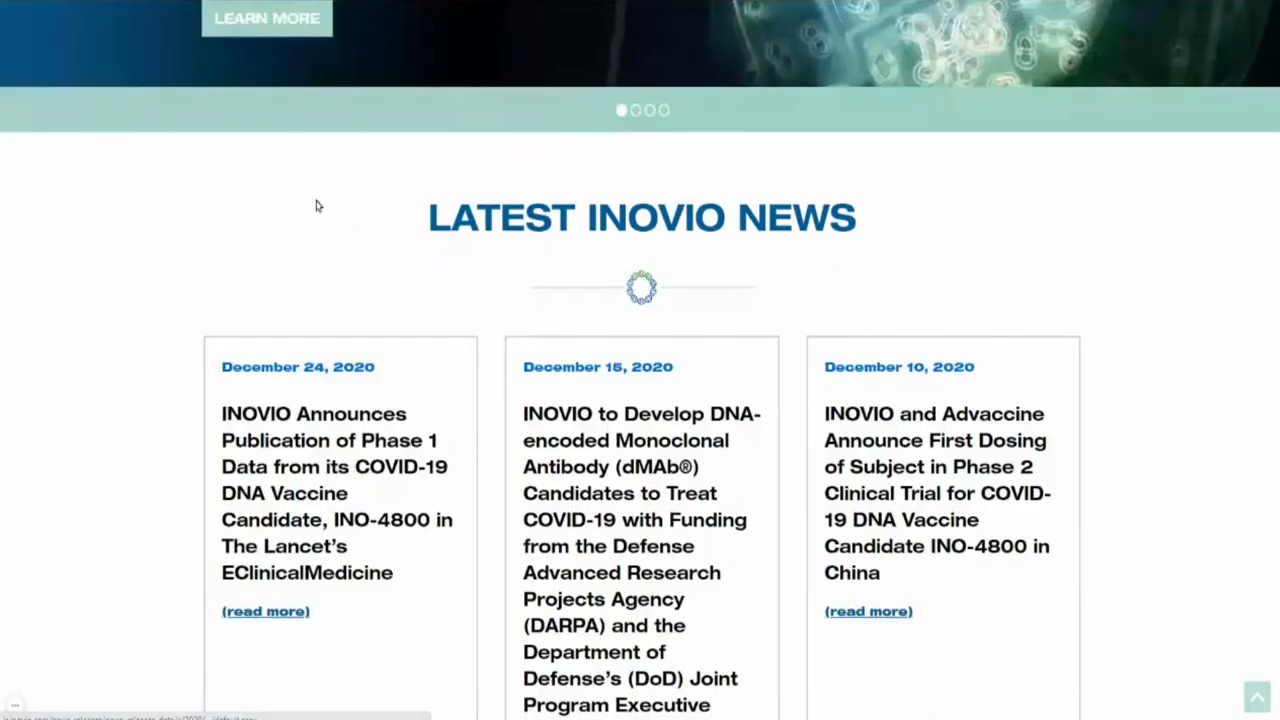 LEARN MORE
LATEST INOVIO NEWS
December 24, 2020
INOVIO Announces
Publication of Phase 1
Data from its COVID-19
DNA Vaccine
Candidate, INO-4800 in
The Lancet's
EClinicalMedicine
(read more)
December 15, 2020
INOVIO to Develop DNA-
encoded Monoclonal
Antibody (dMAb®)
Candidates to Treat
COVID-19 with Funding
from the Defense
Advanced Research
Projects Agency
(DARPA) and the
Department of
Defense's (DoD) Joint
Program Executive
December 10, 2020
INOVIO and Advaccine
Announce First Dosing
of Subject in Phase 2
Clinical Trial for COVID-
19 DNA Vaccine
Candidate INO-4800 in
China
(read more)